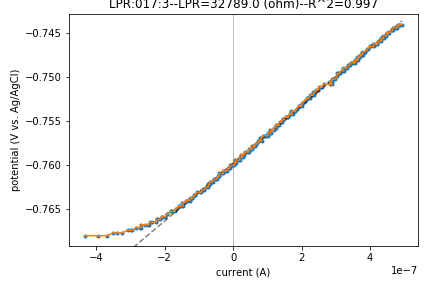 LPR:017:3--LPR=32789.0 (ohm)--R^2=0.997
−0.745
−0.750
−0.755
−0.760
−0.765
potential (V vs. Ag/AgCl)
−4
−2
0
2
4
1e−7
current (A)